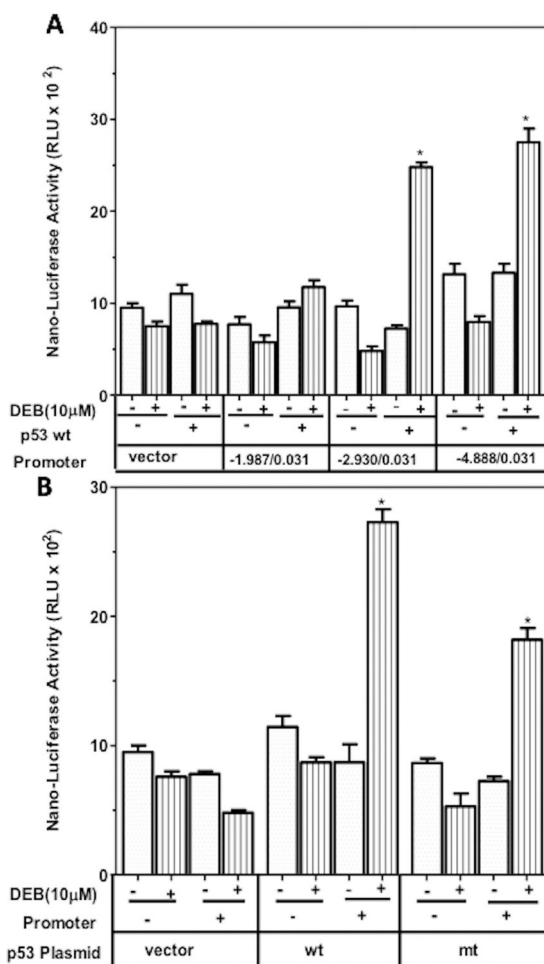 A
Nano-Luciferase Activity (RLU x 10 2)
40
30
20
10
0
* *
DEB(10µM) - + - + - + - + - + - + - + - +
p53 wt - + - + - + - +
Promoter vector -1.987/0.031 -2.930/0.031 -4.888/0.031
B
Nano-Luciferase Activity (RLU x 10²)
30
20
10
0
* *
DEB(10µM) - + - + - + - + - + - +
Promoter - + - + - +
p53 Plasmid vector wt mt